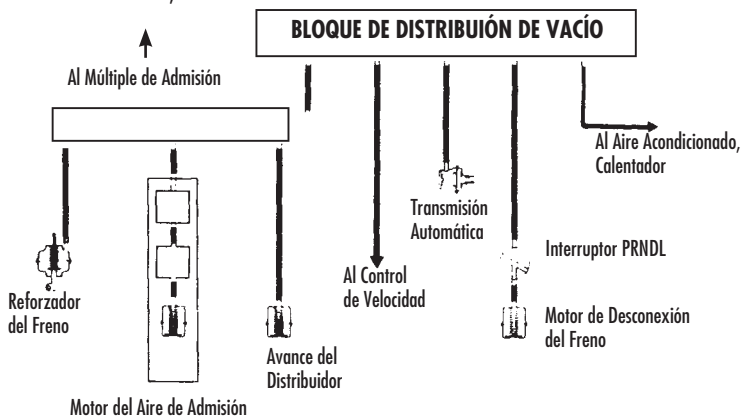 BLOQUE DE DISTRIBUIÓN DE VACÍO
Al Múltiple de Admisión
Al Aire Acondicionado,
Calentador
Transmisión
Automática
Interruptor PRNDL
Al Control
de Velocidad
Reforzador
del Freno
Motor de Desconexión
del Freno
Avance del
Distribuidor
Motor del Aire de Admisión